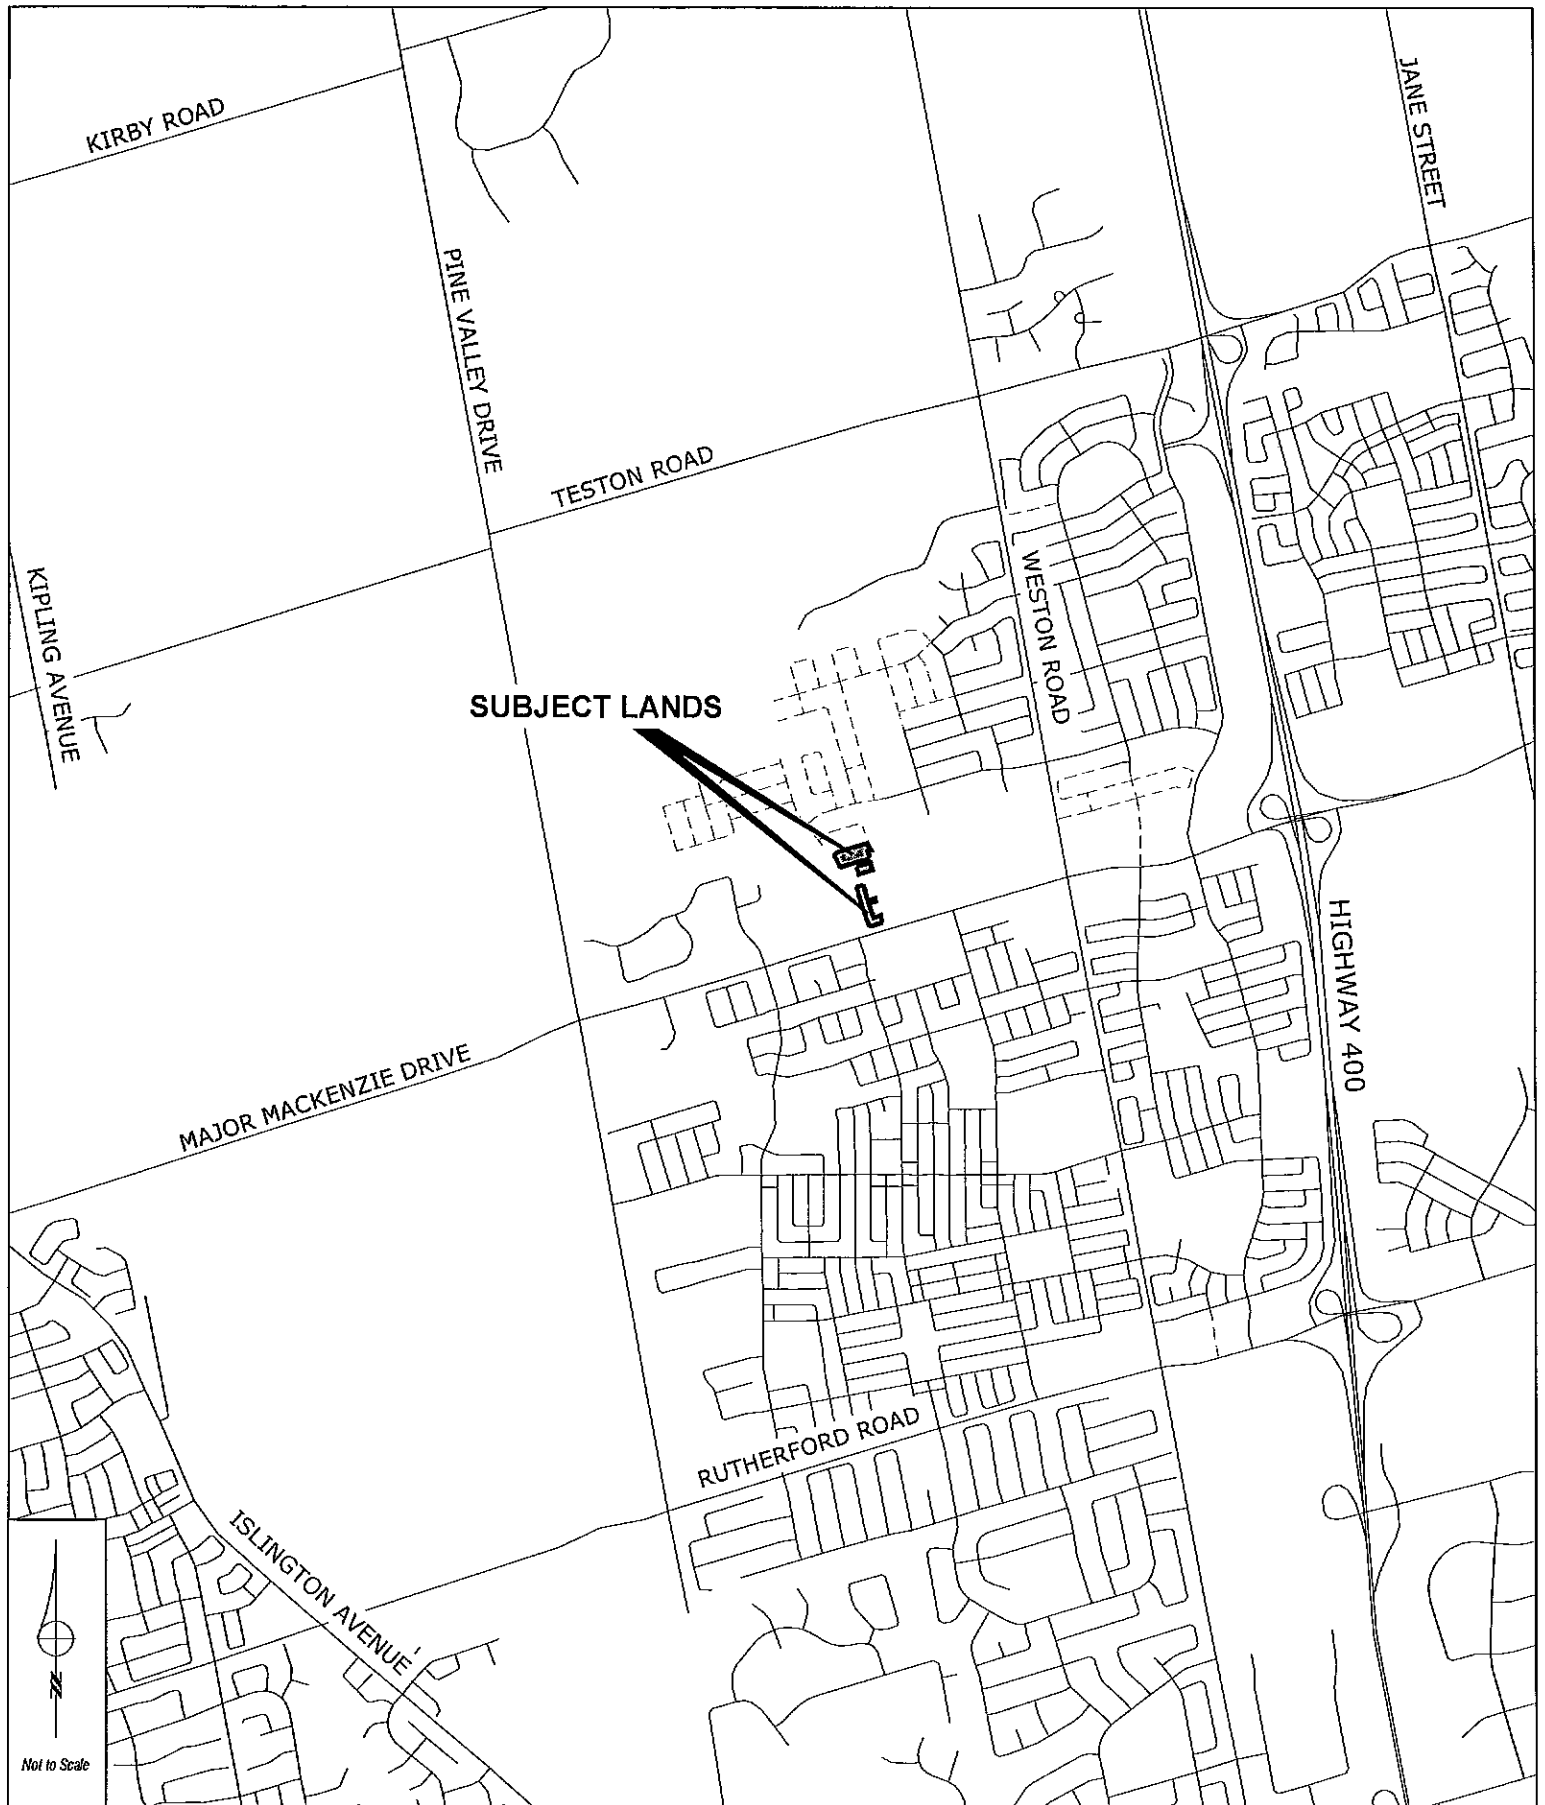 KIRBY ROAD
JANE STREET
PINE VALLEY DRIVE
TESTON ROAD
WESTON ROAD
KIPLING AVENUE
SUBJECT LANDS
HIGHWAY 400
MAJOR MACKENZIE DRIVE
RUTHERFORD ROAD
ISLINGTON AVENUE
N
Not to Scale